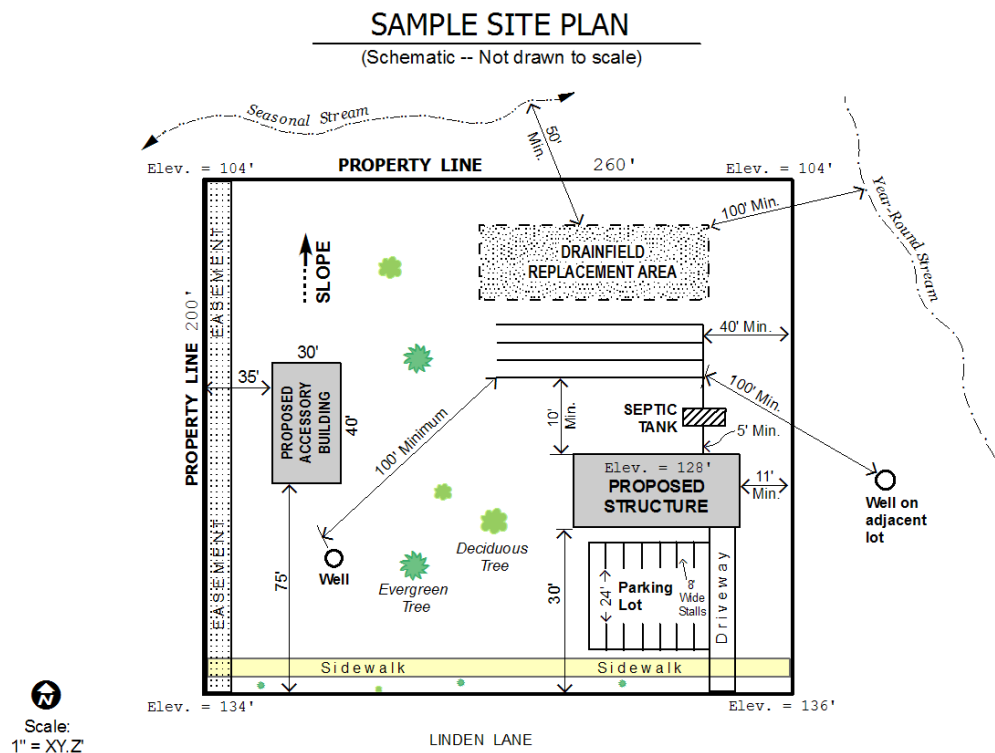 SAMPLE SITE PLAN
(Schematic -- Not drawn to scale)
Seasonal Stream
50'
Min.
Elev. = 104'
PROPERTY LINE
260'
Elev. = 104'
Year-Round Stream
100' Min.
EASEMENT
SLOPE
DRAINFIELD
REPLACEMENT AREA
PROPERTY LINE 200'
40' Min.
30'
35'
PROPOSED
ACCESSORY
BUILDING
40'
100' Minimum
10'
Min.
SEPTIC
TANK
100' Min.
5' Min.
Elev. = 128'
PROPOSED
STRUCTURE
11'
Min.
Well on
adjacent
lot
EASEMENT
Well
75'
Deciduous
Tree
Evergreen
Tree
30'
24'
Parking
Lot
8'
Wide
Stalls
Driveway
Sidewalk
Sidewalk
N
Elev. = 134'
Elev. = 136'
Scale:
1" = XY.Z'
LINDEN LANE